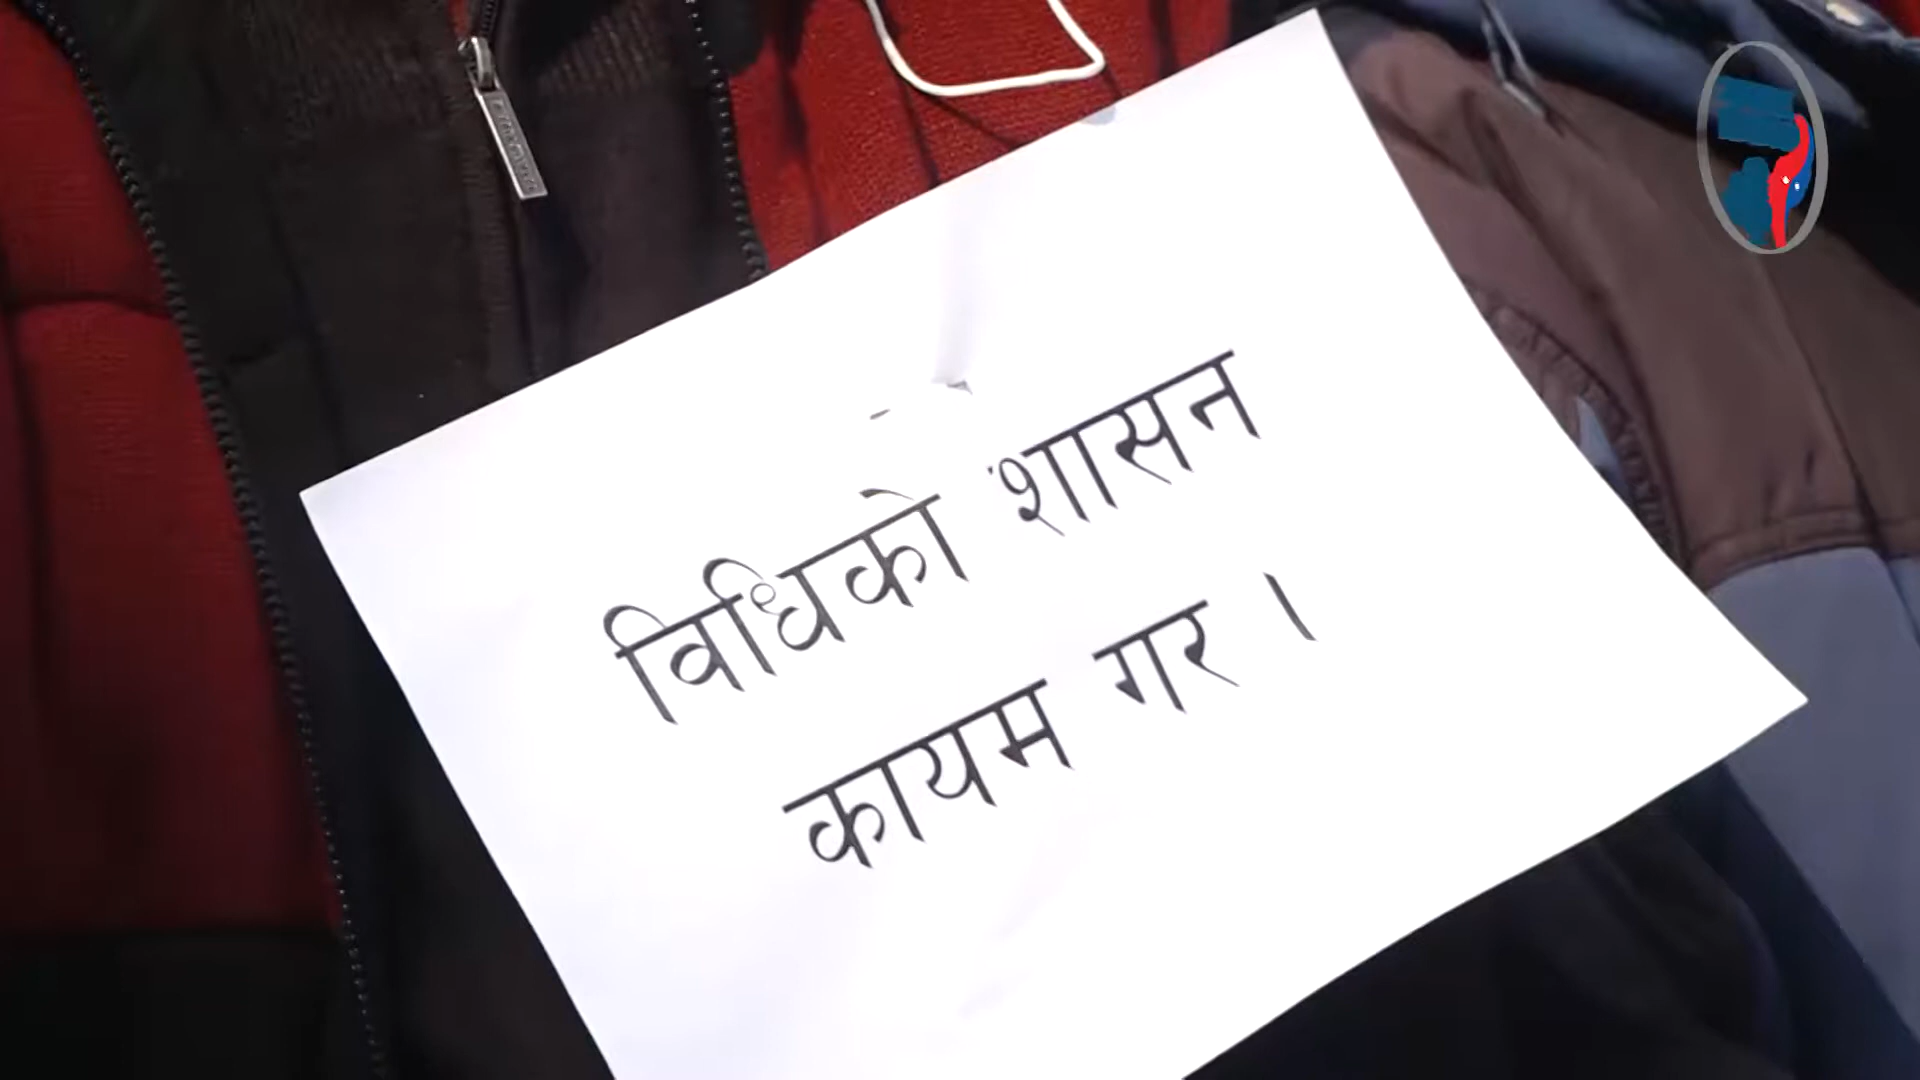 विधिको शासन
कायम गर ।